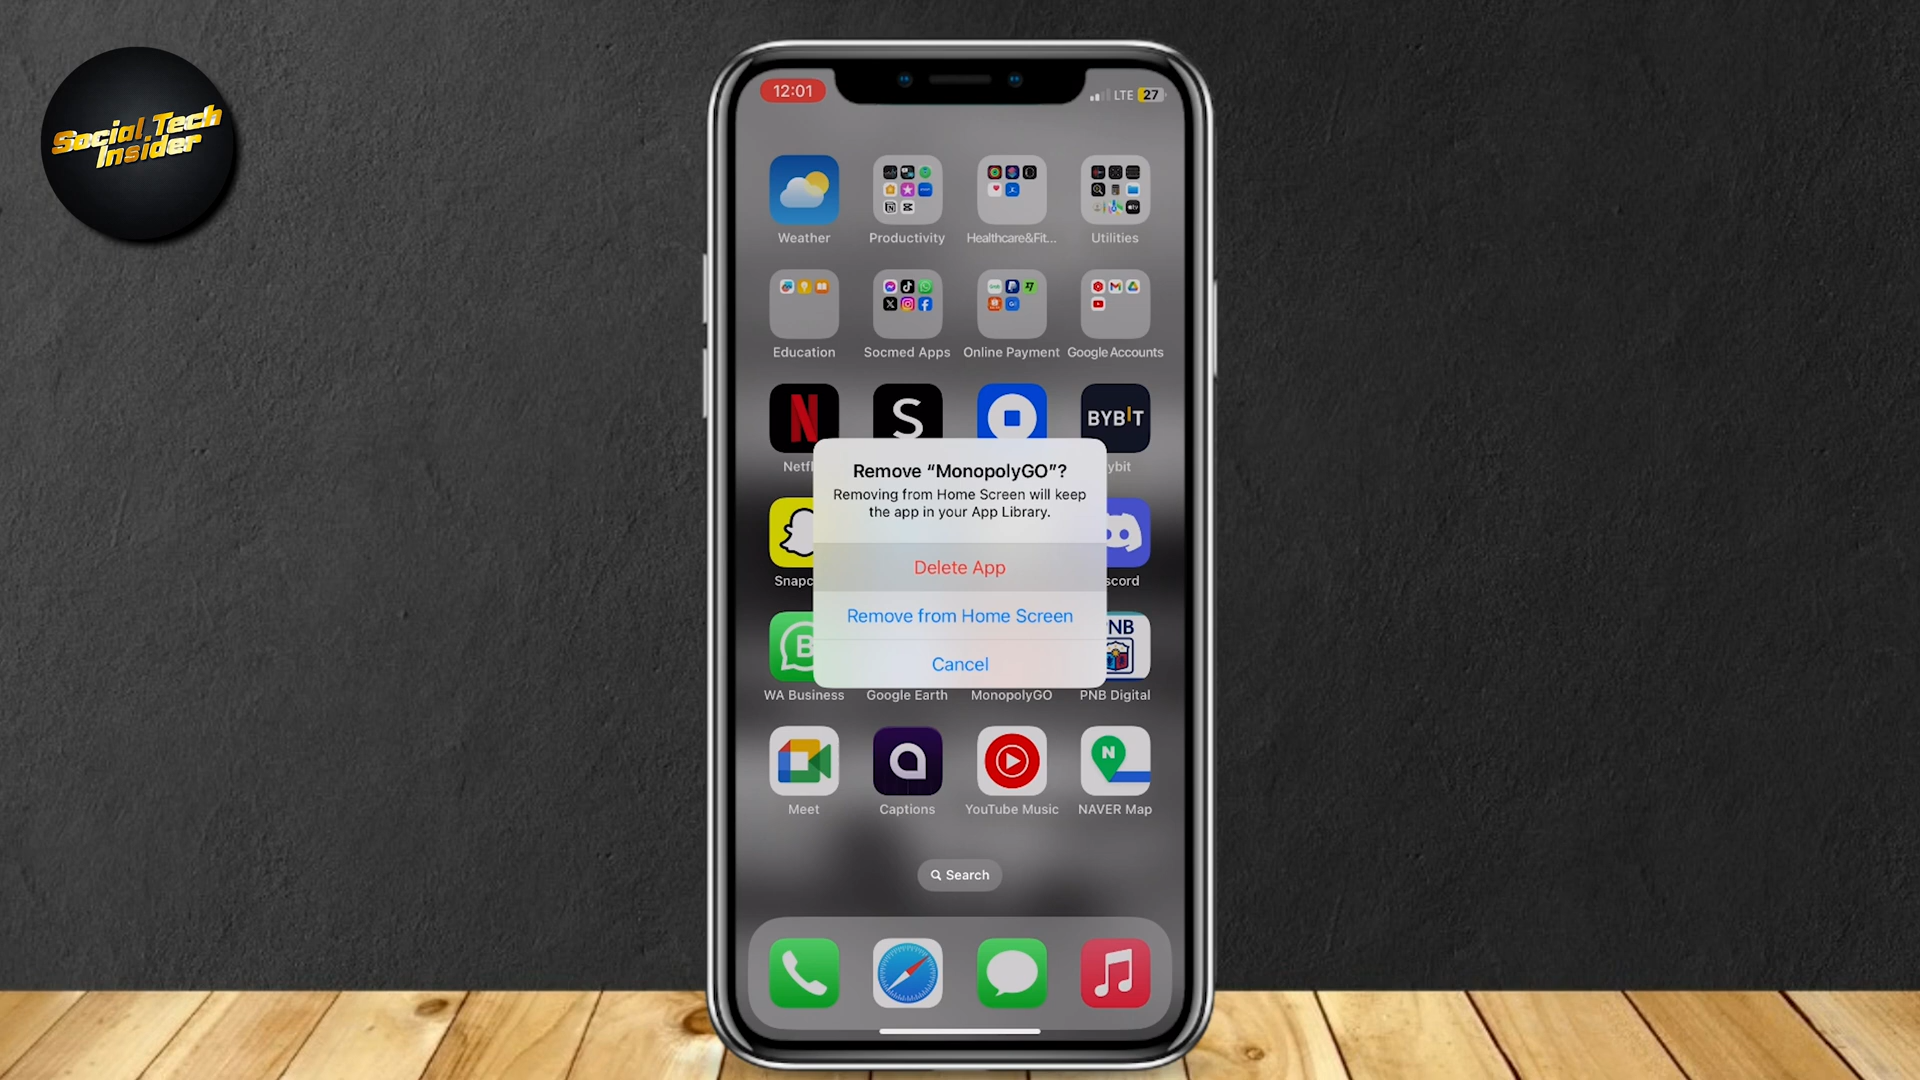 Social Tech
Insider
12:01
LTE 27
Weather
Productivity
Healthcare&Fit...
Utilities
Education
Socmed Apps
Online Payment
Google Accounts
N
S
BYBIT
Netfl
ybit
Remove “MonopolyGO”?
Removing from Home Screen will keep
the app in your App Library.
Delete App
Remove from Home Screen
Cancel
Snapc
scord
B
PNB
WA Business
Google Earth
MonopolyGO
PNB Digital
N
Meet
Captions
YouTube Music
NAVER Map
Search